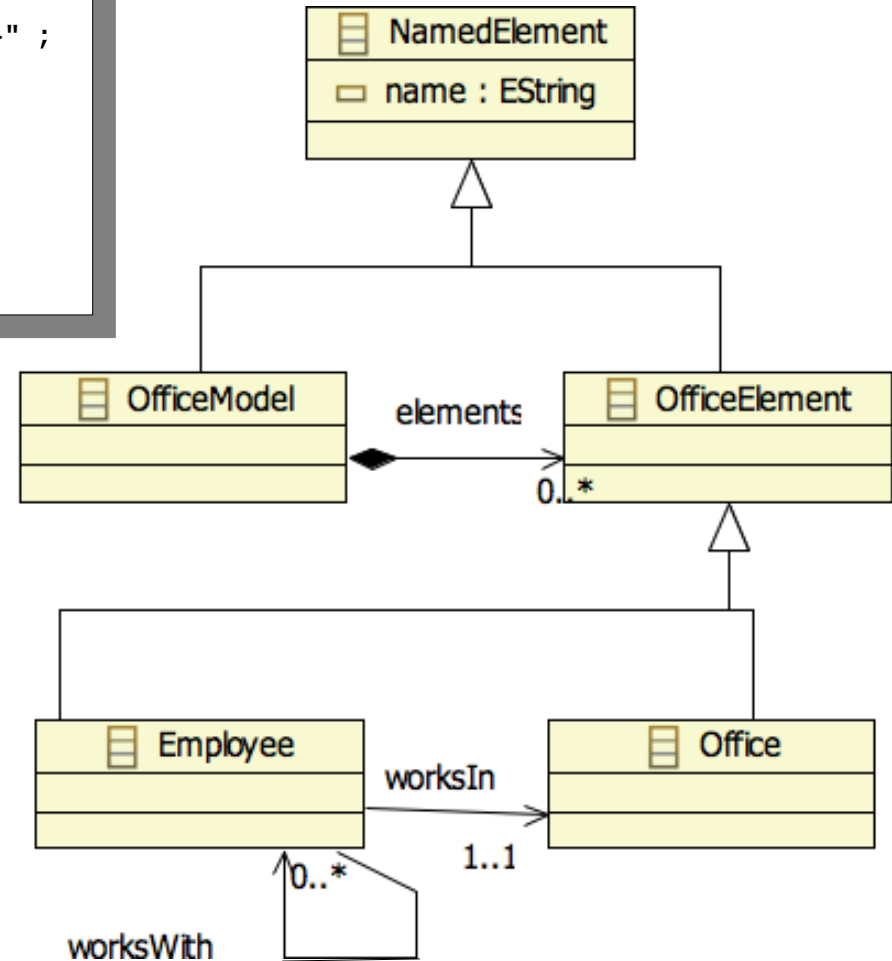 " ;
NamedElement
name : EString
OfficeModel
elements
OfficeElement
0..*
Employee
worksIn
Office
0..*
1..1
worksWith